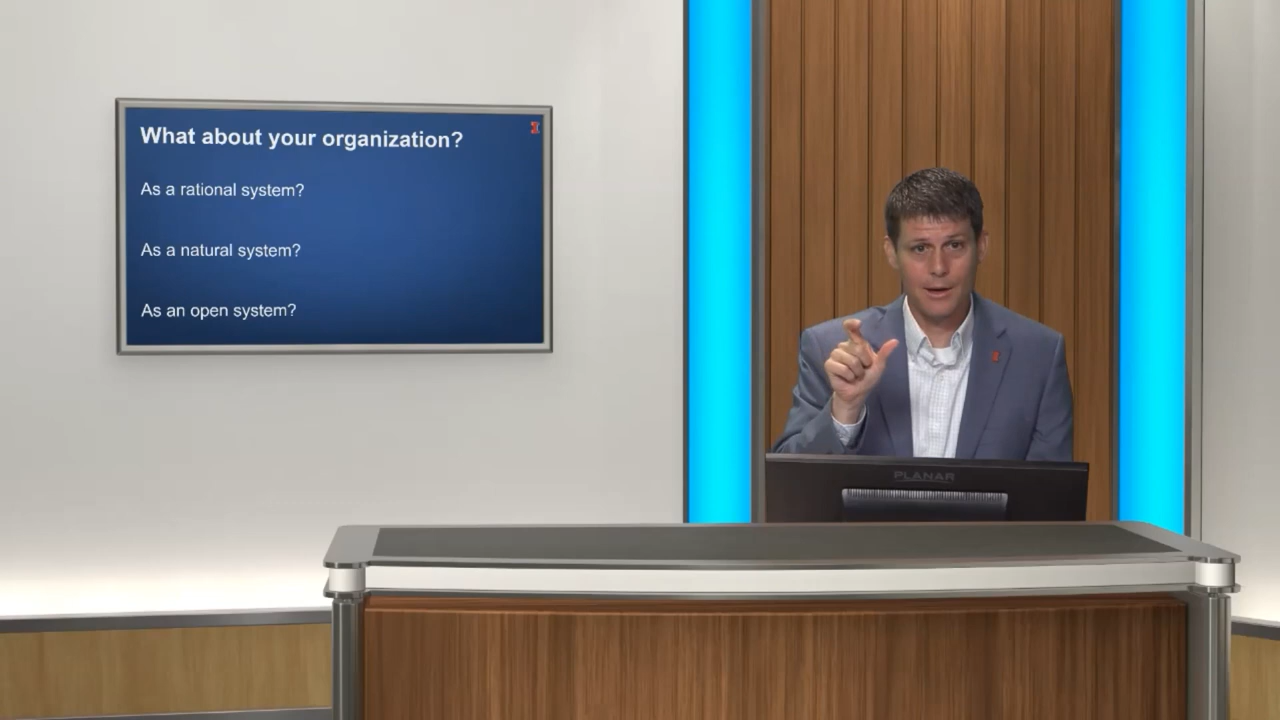 What about your organization?
As a rational system?
As a natural system?
As an open system?
PLANAR